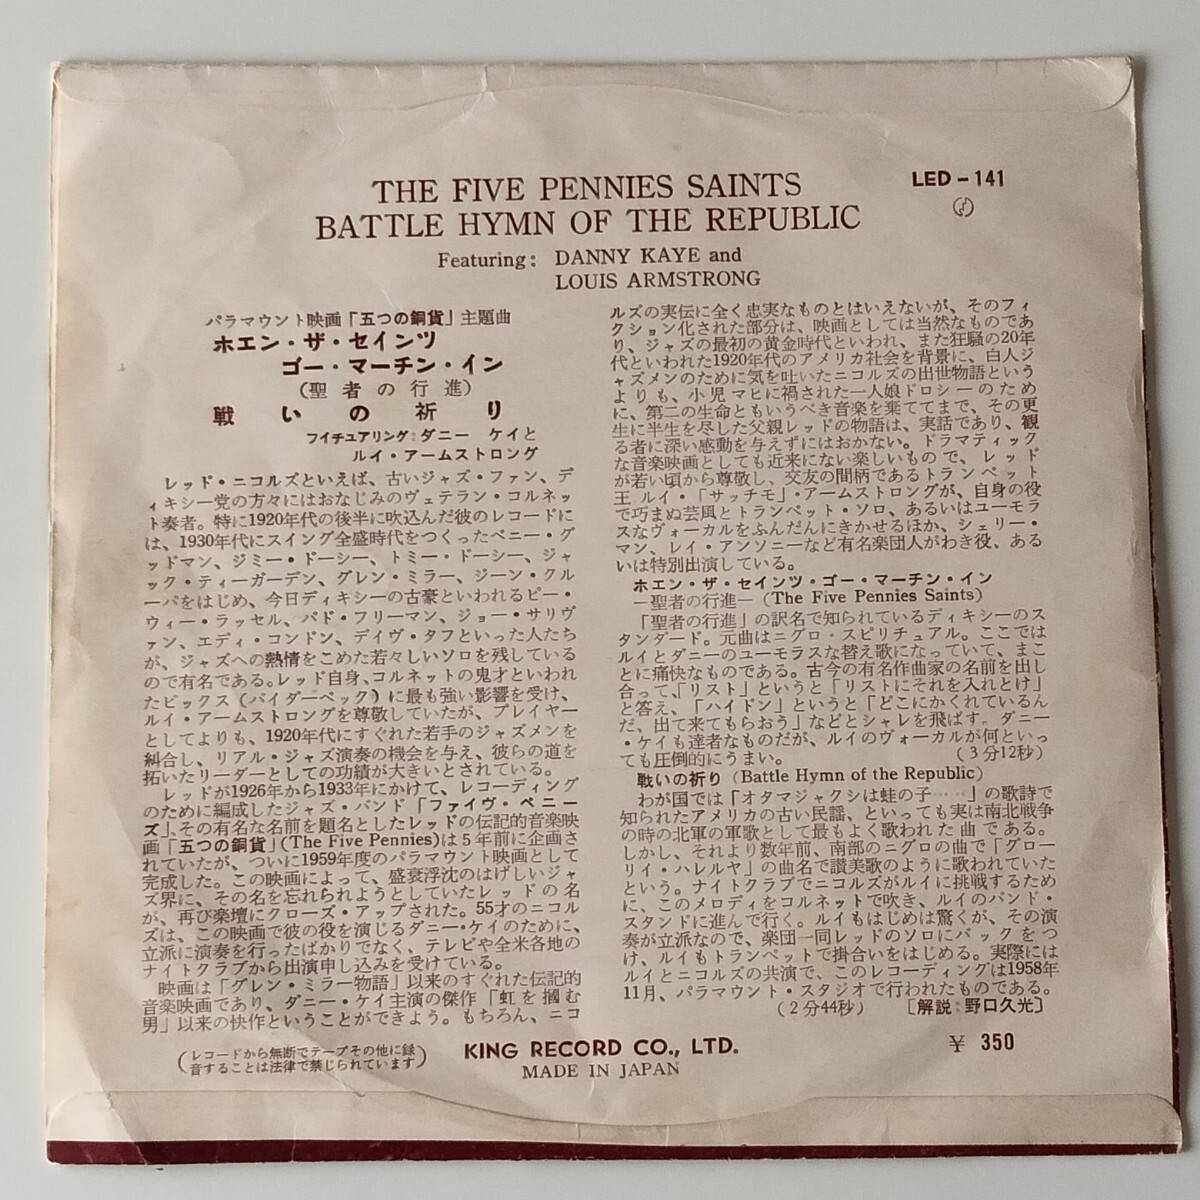 THE FIVE PENNIES SAINTS
BATTLE HYMN OF THE REPUBLIC
Featuring: DANNY KAYE and
LOUIS ARMSTRONG
LED-141
パラマウント映画「五つの銅貨」主題曲
ホエン・ザ・セインツ
ゴー・マーチン・イン
(聖者の行進)
戦いの祈り
フイチュアリング:ダニー ケイと
ルイ・アームストロング
レッド・ニコルズといえば、古いジャズ・ファン、デ
ィキシー党の方々にはおなじみのヴェテラン・コルネッ
ト奏者。特に1920年代の後半に吹込んだ彼のレコードに
は、1930年代にスイング全盛時代をつくったベニー・グ
ッドマン、ジミー・ドーシー、トミー・ドーシー、ジャ
ック・ティーガーデン、グレン・ミラー、ジーン・クル
ーパをはじめ、今日ディキシーの古豪といわれるピー・
ウィー・ラッセル、バド・フリーマン、ジョー・サリヴ
ァン、エディ・コンドン、デイヴ・タフといった人たち
が、ジャズへの熱情をこめた若々しいソロを残している
ので有名である。レッド自身、コルネットの鬼才といわれ
たビックス(バイダーベック)に最も強い影響を受け、
ルイ・アームストロングを尊敬していたが、プレイヤー
としてよりも、1920年代にすぐれた若手のジャズメンを
糾合し、リアル・ジャズ演奏の機会を与え、彼らの道を
拓いたリーダーとしての功績が大きいとされている。
レッドが1926年から1933年にかけて、レコーディング
のために編成したジャズ・バンド「ファイヴ・ペニー
ズ」、その有名な名前を題名としたレッドの伝記的音楽映
画「五つの銅貨」(The Five Pennies)は5年前に企画さ
れていたが、ついに1959年度のパラマウント映画として
完成した。この映画によって、盛衰浮沈のはげしいジャ
ズ界に、その名を忘れられようとしていたレッドの名
が、再び楽壇にクローズ・アップされた。55才のニコル
ズは、この映画で彼の役を演じるダニー・ケイのために、
立派に演奏を行ったばかりでなく、テレビや全米各地の
ナイトクラブから出演申し込みを受けている。
映画は「グレン・ミラー物語」以来のすぐれた伝記的
音楽映画であり、ダニー・ケイ主演の傑作「虹を摑む
男」以来の快作ということができよう。もちろん、ニコ
ルズの実伝に全く忠実なものとはいえないが、そのフィ
クション化された部分は、映画としては当然なものであ
り、ジャズの最初の黄金時代といわれ、また狂騒の20年
代といわれた1920年代のアメリカ社会を背景に、白人ジ
ャズメンのために気を吐いたニコルズの出世物語という
よりも、小児マヒに禍された一人娘ドロシーのため
に、第二の生命ともいうべき音楽を棄ててまで、その更
生に半生を尽した父親レッドの物語は、実話であり、観
る者に深い感動を与えずにはおかない。ドラマティック
な音楽映画としても近来にない楽しいもので、レッド
が若い頃から尊敬し、交友の間柄であるトランペット
王 ルイ・「サッチモ」・アームストロングが、自身の役
で巧まぬ芸風とトランペット・ソロ、あるいはユーモラ
スなヴォーカルをふんだんにきかせるほか、シェリー・
マン、レイ・アンソニーなど有名楽団人がわき役、ある
いは特別出演している。
ホエン・ザ・セインツ・ゴー・マーチン・イン
―聖者の行進―(The Five Pennies Saints)
「聖者の行進」の訳名で知られているディキシーのス
タンダード。元曲はニグロ・スピリチュアル。ここでは
ルイとダニーのユーモラスな替え歌になっていて、まこ
とに痛快なものである。古今の有名作曲家の名前を出し
合って、「リスト」というと「リストにそれを入れとけ」
と答え、「ハイドン」というと「どこにかくれているん
だ、出て来てもらおう」などとシャレを飛ばす。ダニー
・ケイも達者なものだが、ルイのヴォーカルが何といっ
ても圧倒的にうまい。 (3分12秒)
戦いの祈り (Battle Hymn of the Republic)
わが国では「オタマジャクシは蛙の子……」の歌詩で
知られたアメリカの古い民謡、といっても実は南北戦争
の時の北軍の軍歌として最もよく歌われた曲である。
しかし、それより数年前、南部のニグロの曲で「グロー
リイ・ハレルヤ」の曲名で讃美歌のように歌われていた
という。ナイトクラブでニコルズがルイに挑戦するため
に、このメロディをコルネットで吹き、ルイのバンド・
スタンドに進んで行く。ルイもはじめは驚くが、その演
奏が立派なので、楽団一同レッドのソロにバックをつ
け、ルイもトランペットで掛合いをはじめる。実際には
ルイとニコルズの共演で、このレコーディングは1958年
11月、パラマウント・スタジオで行われたものである。
(2分44秒) 〔解説:野口久光〕
(レコードから無断でテープその他に録
音することは法律で禁じられています)
KING RECORD CO., LTD.
MADE IN JAPAN
¥ 350